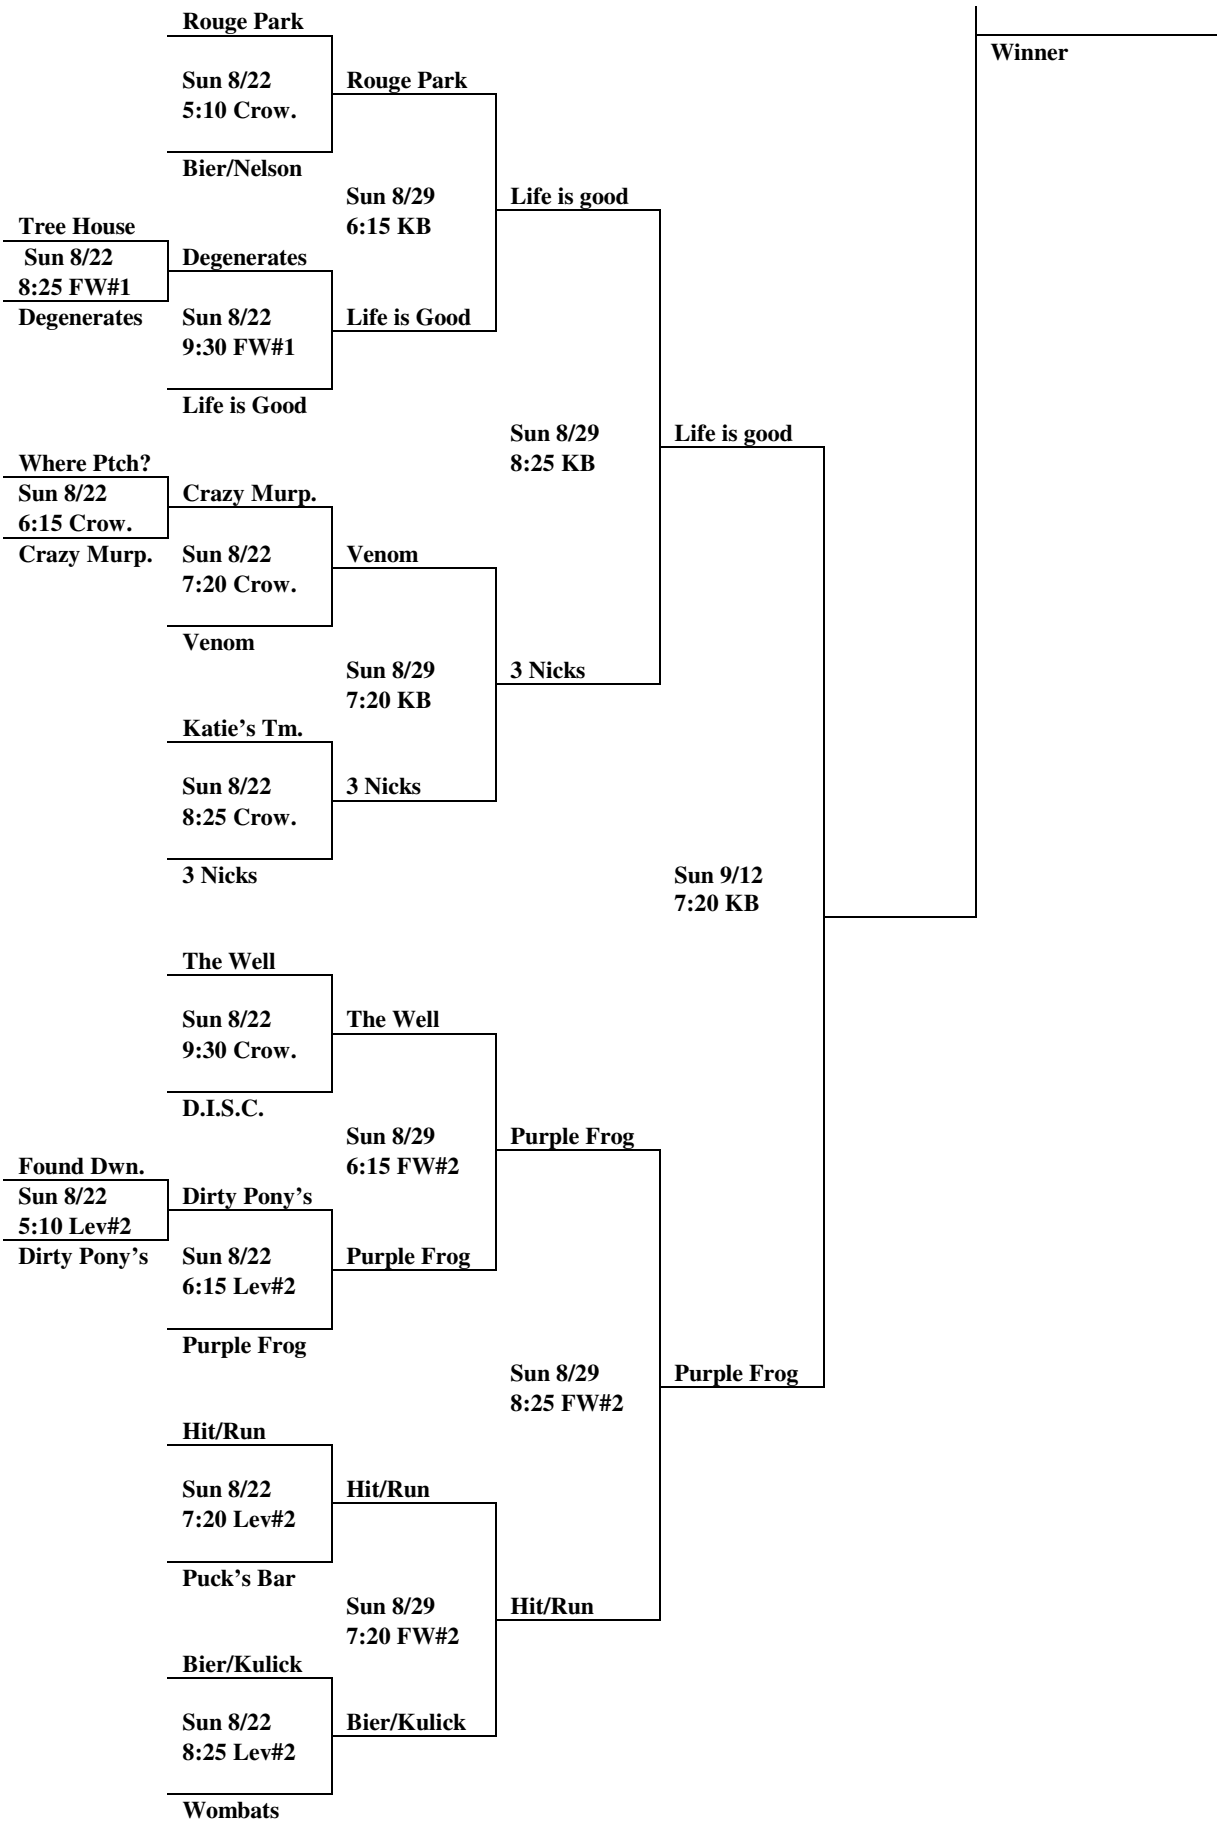 Rouge Park
Winner
Sun 8/22
Rouge Park
5:10 Crow.
Bier/Nelson
Sun 8/29
Life is good
6:15 KB
Tree House
Sun 8/22
Degenerates
8:25 FW#1
Degenerates
Sun 8/22
Life is Good
9:30 FW#1
Life is Good
Sun 8/29
Life is good
8:25 KB
Where Ptch?
Sun 8/22
Crazy Murp.
6:15 Crow.
Crazy Murp.
Sun 8/22
Venom
7:20 Crow.
Venom
Sun 8/29
3 Nicks
7:20 KB
Katie’s Tm.
Sun 8/22
3 Nicks
8:25 Crow.
3 Nicks
Sun 9/12
7:20 KB
The Well
Sun 8/22
The Well
9:30 Crow.
D.I.S.C.
Sun 8/29
Purple Frog
6:15 FW#2
Found Dwn.
Sun 8/22
Dirty Pony’s
5:10 Lev#2
Dirty Pony’s
Sun 8/22
Purple Frog
6:15 Lev#2
Purple Frog
Sun 8/29
Purple Frog
8:25 FW#2
Hit/Run
Sun 8/22
Hit/Run
7:20 Lev#2
Puck’s Bar
Sun 8/29
Hit/Run
7:20 FW#2
Bier/Kulick
Sun 8/22
Bier/Kulick
8:25 Lev#2
Wombats